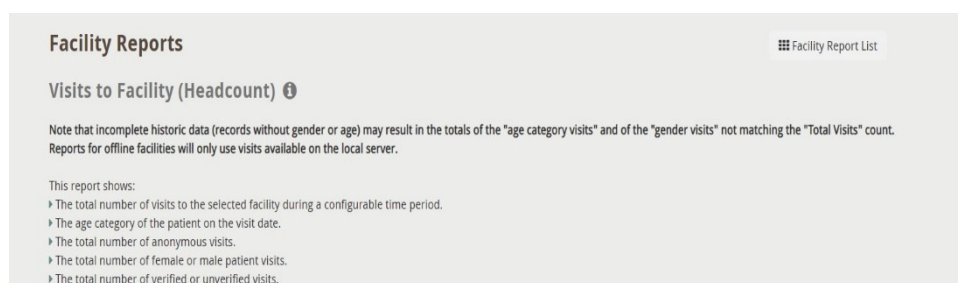 Facility Reports
Facility Report List
Visits to Facility (Headcount)
Note that incomplete historic data (records without gender or age) may result in the totals of the "age category visits" and of the "gender visits" not matching the "Total Visits" count.
Reports for offline facilities will only use visits available on the local server.
This report shows:
The total number of visits to the selected facility during a configurable time period.
The age category of the patient on the visit date.
The total number of anonymous visits.
The total number of female or male patient visits.
The total number of verified or unverified visits.